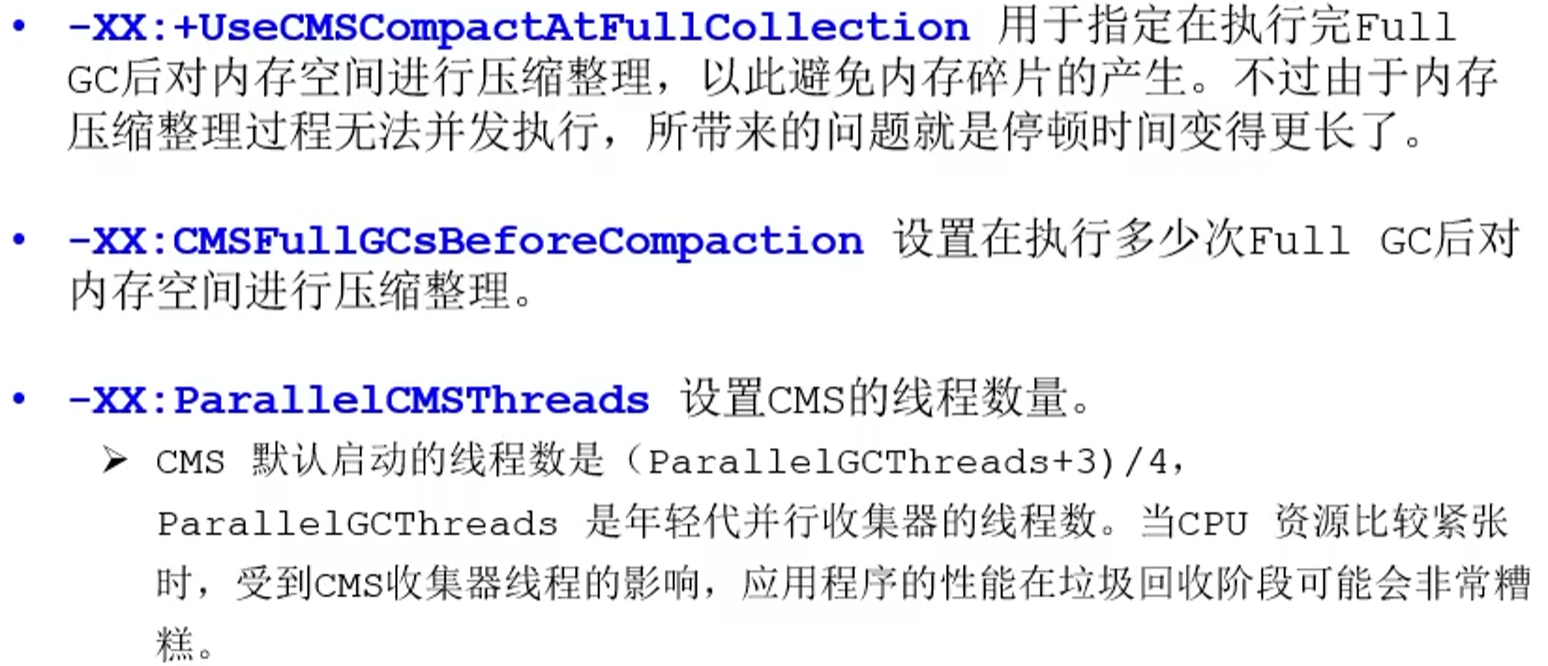 • -XX:+UseCMSCompactAtFullCollection 用于指定在执行完Full
GC后对内存空间进行压缩整理，以此避免内存碎片的产生。不过由于内存
压缩整理过程无法并发执行，所带来的问题就是停顿时间变得更长了。
• -XX:CMSFullGCsBeforeCompaction 设置在执行多少次Full GC后对
内存空间进行压缩整理。
• -XX:ParallelCMSThreads 设置CMS的线程数量。
➢ CMS 默认启动的线程数是（ParallelGCThreads+3)/4，
ParallelGCThreads 是年轻代并行收集器的线程数。当CPU 资源比较紧张
时，受到CMS收集器线程的影响，应用程序的性能在垃圾回收阶段可能会非常糟
糕。